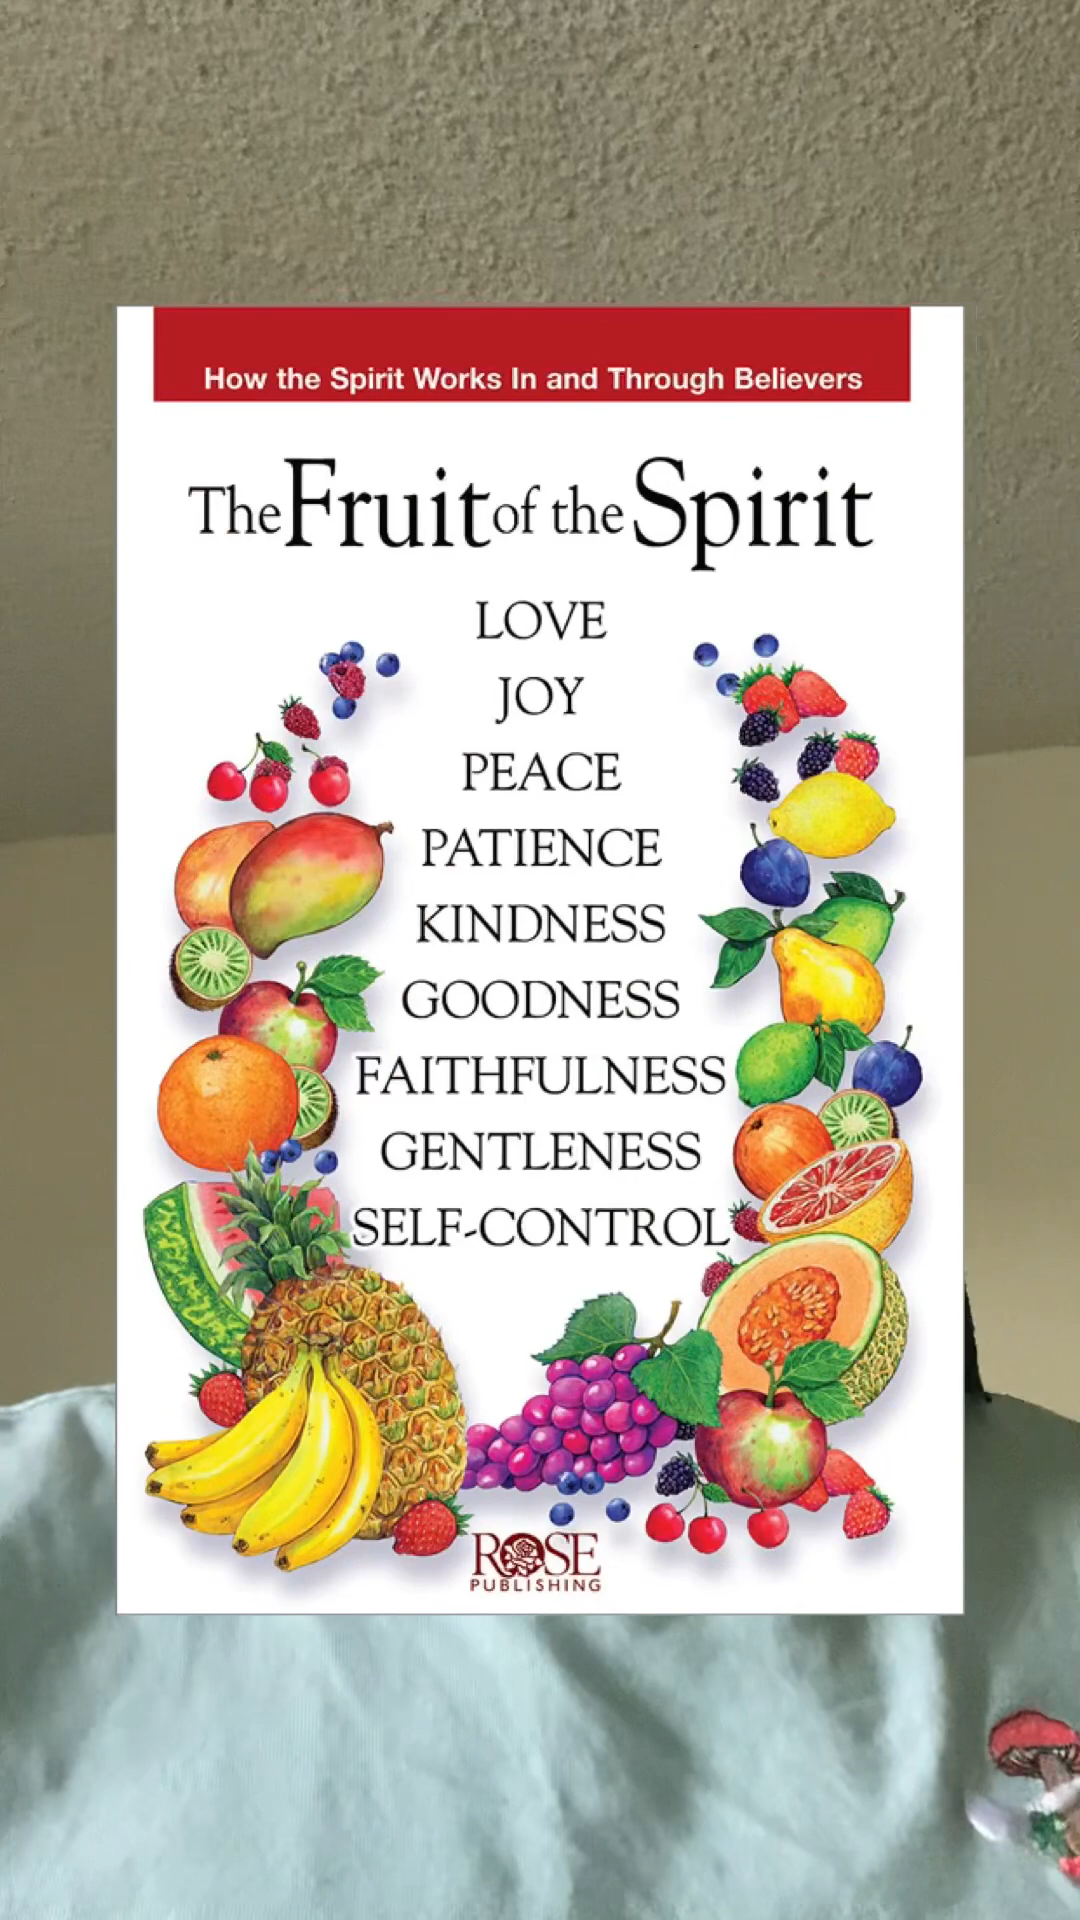 How the Spirit Works In and Through Believers
The Fruit of the Spirit
LOVE
JOY
PEACE
PATIENCE
KINDNESS
GOODNESS
FAITHFULNESS
GENTLENESS
SELF-CONTROL
ROSE
PUBLISHING